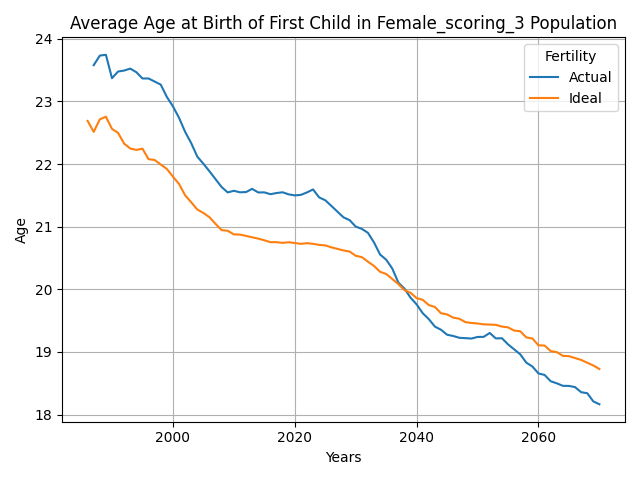 Average Age at Birth of First Child in Female_scoring_3 Population
24
23
22
21
20
19
18
Age
2000
2020
2040
2060
Years
Fertility
Actual
Ideal